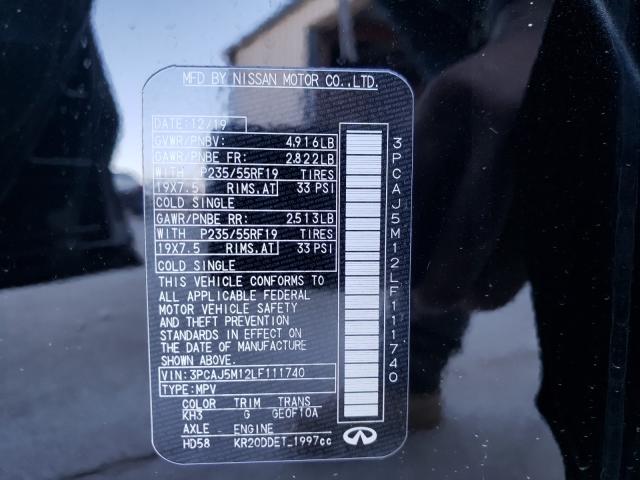 MFD BY NISSAN MOTOR CO.,LTD.
DATE: 12/19
GVWR/PNBV: 4.916LB
GAWR/PNBE FR: 2.822LB
WITH P235/55RF19 TIRES
19X7.5 RIMS.AT 33 PSI
COLD SINGLE
GAWR/PNBE RR: 2.513LB
WITH P235/55RF19 TIRES
19X7.5 RIMS.AT 33 PSI
COLD SINGLE
THIS VEHICLE CONFORMS TO
ALL APPLICABLE FEDERAL
MOTOR VEHICLE SAFETY
AND THEFT PREVENTION
STANDARDS IN EFFECT ON
THE DATE OF MANUFACTURE
SHOWN ABOVE.
VIN: 3PCAJ5M12LF111740
TYPE: MPV
COLOR TRIM TRANS
KH3 G GE0F10A
AXLE ENGINE
HD58 KR20DDET_1997cc
3PCAJ5M12LF111740